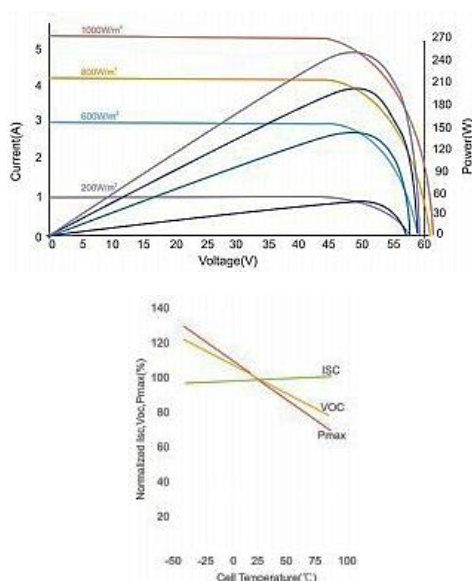 1000W/m²
800W/m²
600W/m²
200W/m²
5
4
3
2
1
0
Current(A)
270
240
210
180
150
120
90
60
30
0
Power(W)
0 5 10 15 20 25 30 35 40 45 50 55 60
Voltage(V)
140
120
100
80
60
40
20
Normalized Isc,Voc,Pmax(%)
ISC
VOC
Pmax
-50 -25 0 25 50 75 100
Cell Temperature(℃)